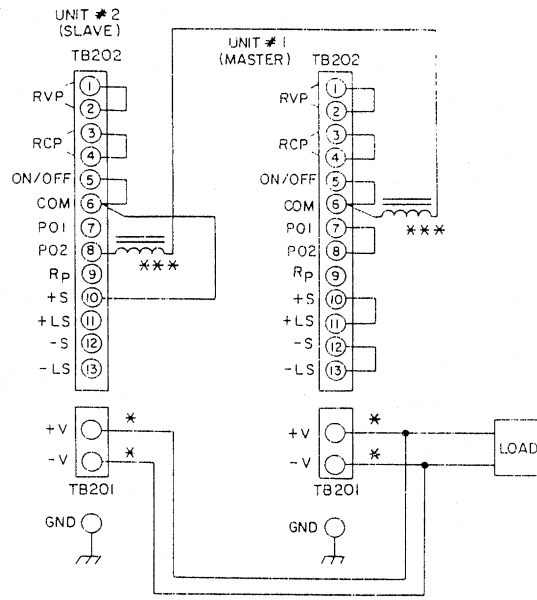 UNIT # 2
(SLAVE)
TB202
RVP
1
2
RCP
3
4
ON/OFF
5
COM
6
PO1
7
PO2
8
***
Rp
9
+S
10
+LS
11
-S
12
-LS
13
+V
*
-V
*
TB201
GND
UNIT # 1
(MASTER)
TB202
RVP
1
2
RCP
3
4
ON/OFF
5
COM
6
***
PO1
7
PO2
8
Rp
9
+S
10
+LS
11
-S
12
-LS
13
+V
*
-V
*
TB201
GND
LOAD